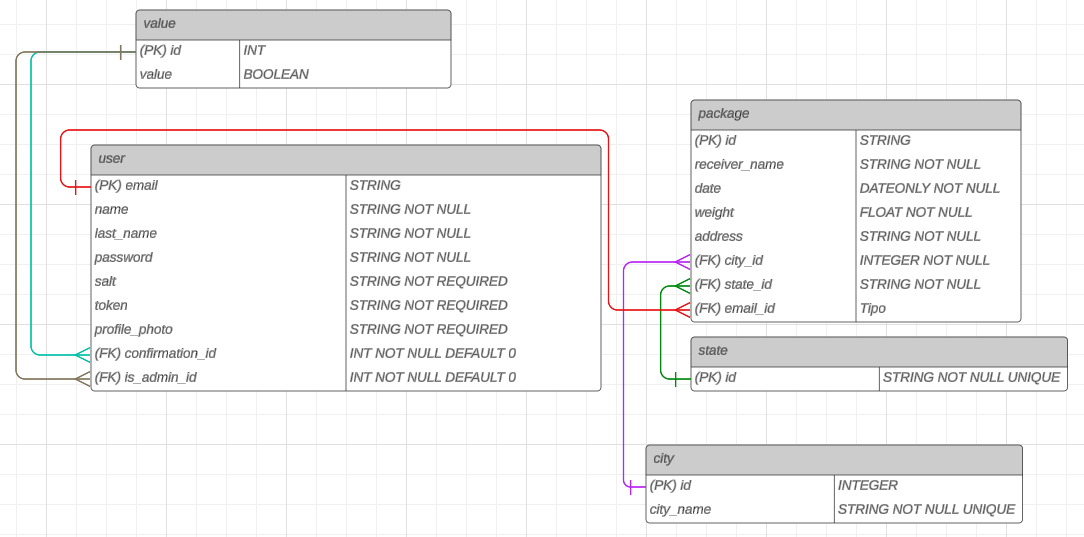 value
(PK) id INT
value BOOLEAN
user
(PK) email STRING
name STRING NOT NULL
last_name STRING NOT NULL
password STRING NOT NULL
salt STRING NOT REQUIRED
token STRING NOT REQUIRED
profile_photo STRING NOT REQUIRED
(FK) confirmation_id INT NOT NULL DEFAULT 0
(FK) is_admin_id INT NOT NULL DEFAULT 0
package
(PK) id STRING
receiver_name STRING NOT NULL
date DATEONLY NOT NULL
weight FLOAT NOT NULL
address STRING NOT NULL
(FK) city_id INTEGER NOT NULL
(FK) state_id STRING NOT NULL
(FK) email_id Tipo
state
(PK) id STRING NOT NULL UNIQUE
city
(PK) id INTEGER
city_name STRING NOT NULL UNIQUE